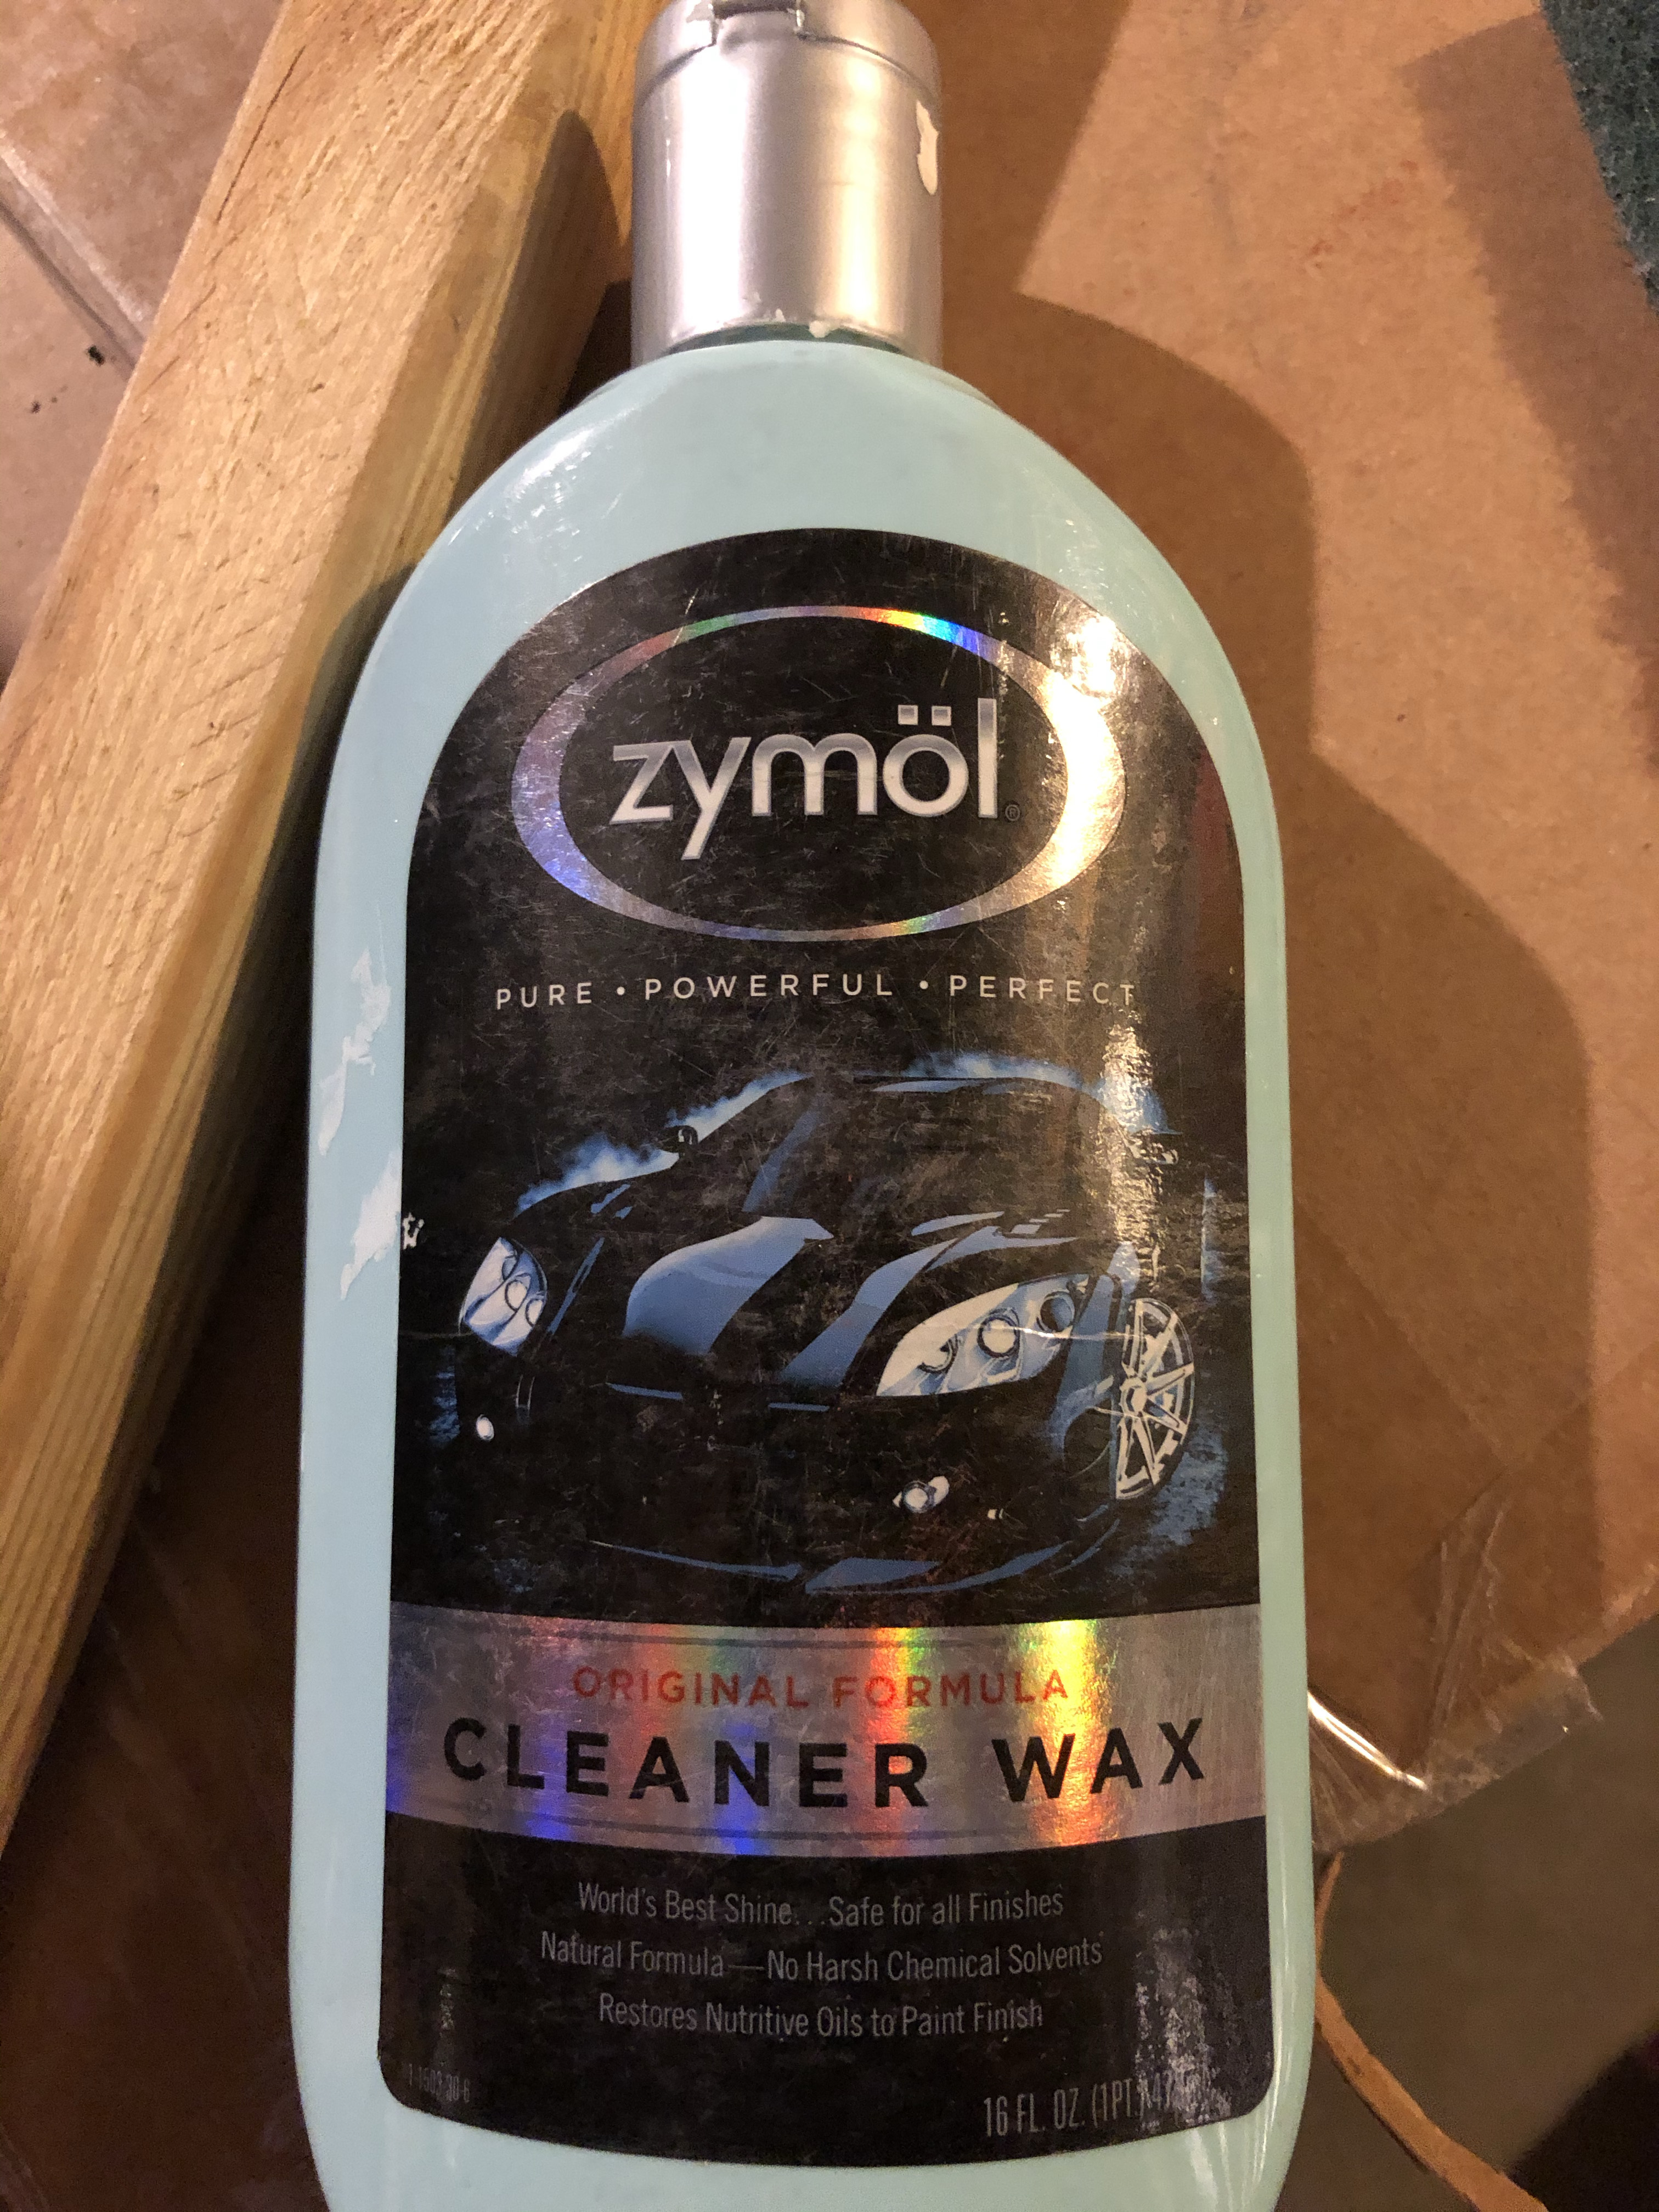 zymöl®
PURE • POWERFUL • PERFECT
ORIGINAL FORMULA
CLEANER WAX
World's Best Shine...Safe for all Finishes
Natural Formula—No Harsh Chemical Solvents
Restores Nutritive Oils to Paint Finish
16 FL. OZ. (1PT.)